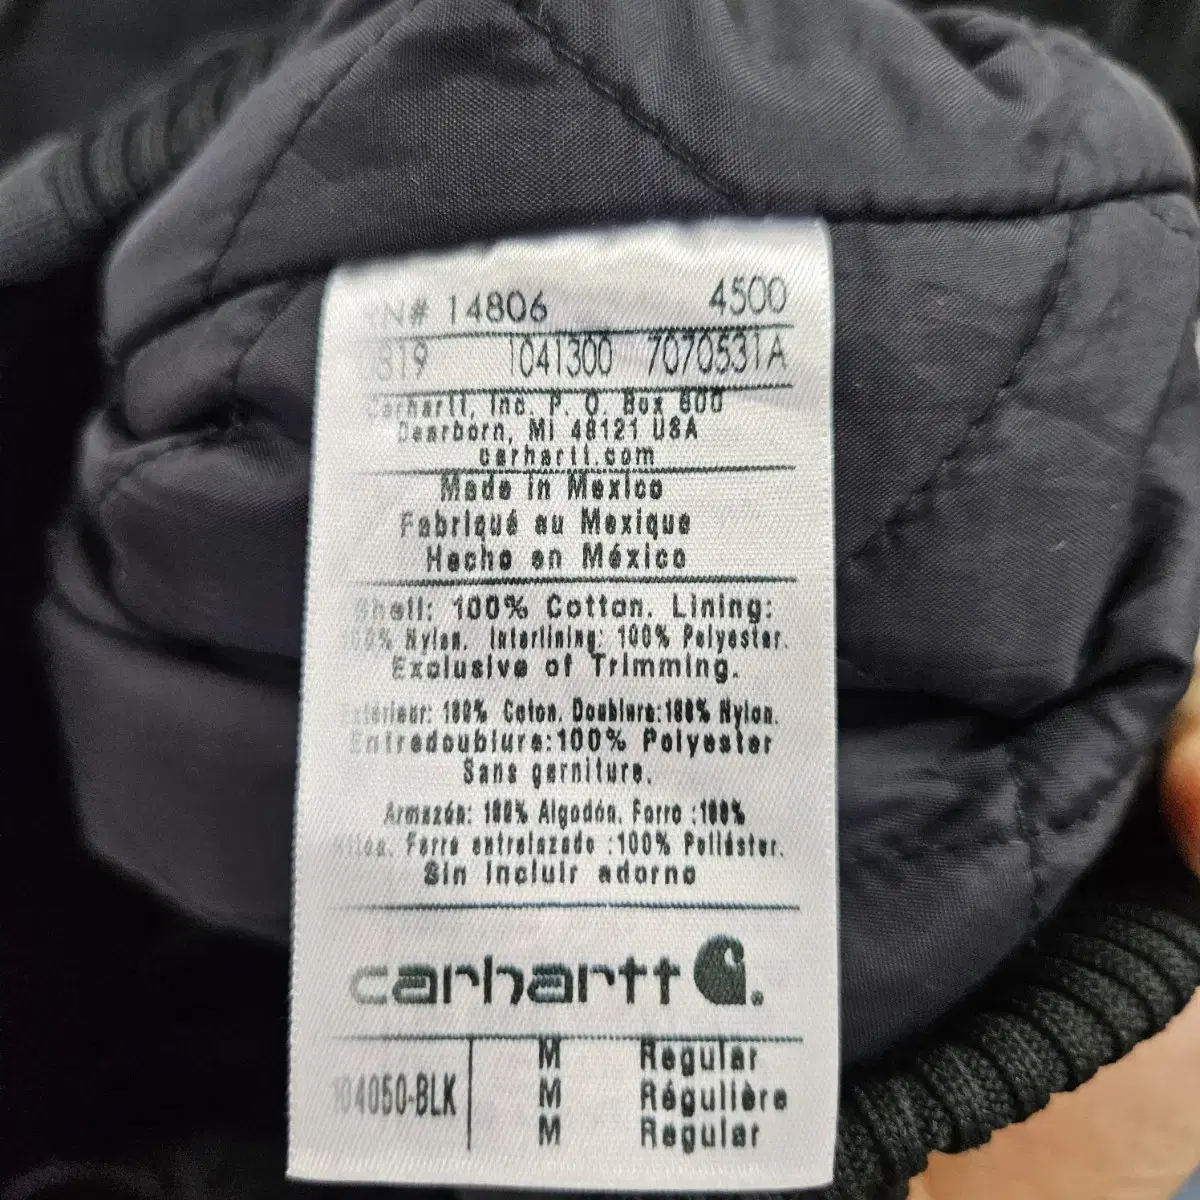 RN# 14806 4500
0819 1041300 7070531A
Carhartt, Inc. P. O. Box 600
Dearborn, MI 48121 USA
carhartt.com
Made in Mexico
Fabriqué au Mexique
Hecho en México
Shell: 100% Cotton. Lining:
100% Nylon. Interlining: 100% Polyester.
Exclusive of Trimming.
Extérieur: 100% Coton. Doublure:100% Nylon.
Entredoublure:100% Polyester
Sans garniture.
Armazón: 100% Algodón. Forro :100%
Nilón. Forro entrelazado :100% Poliéster.
Sin incluir adorno
carhartt
104050-BLK M Regular
M Régulière
M Regular